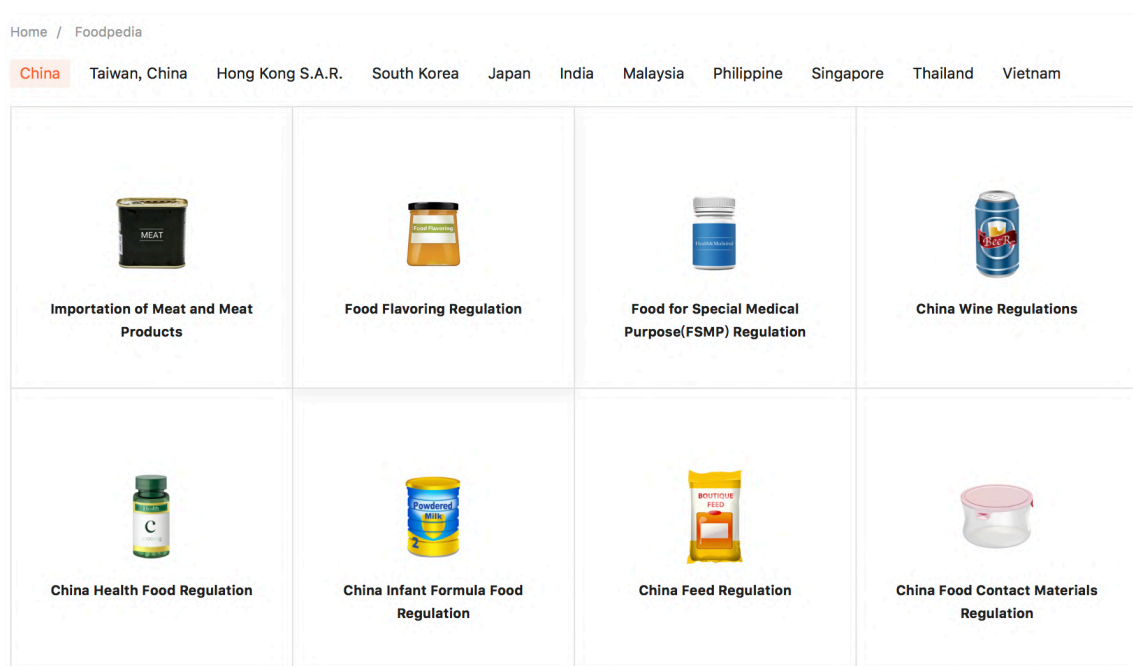 Home / Foodpedia
China Taiwan, China Hong Kong S.A.R. South Korea Japan India Malaysia Philippine Singapore Thailand Vietnam
MEAT
Food Flavoring
BeeR
Importation of Meat and Meat
Products
Food Flavoring Regulation
Food for Special Medical
Purpose(FSMP) Regulation
China Wine Regulations
Health
C
Powdered
Milk
2
BOUTIQUE
FEED
China Health Food Regulation
China Infant Formula Food
Regulation
China Feed Regulation
China Food Contact Materials
Regulation